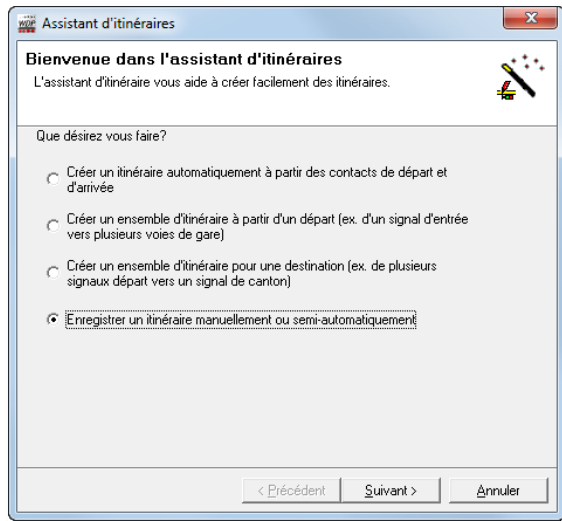 WDP Assistant d'itinéraires
Bienvenue dans l'assistant d'itinéraires
L'assistant d'itinéraire vous aide à créer facilement des itinéraires.
Que désirez vous faire?
Créer un itinéraire automatiquement à partir des contacts de départ et
d'arrivée
Créer un ensemble d'itinéraire à partir d'un départ (ex. d'un signal d'entrée
vers plusieurs voies de gare)
Créer un ensemble d'itinéraire pour une destination (ex. de plusieurs
signaux départ vers un signal de canton)
Enregistrer un itinéraire manuellement ou semi-automatiquement
< Précédent Suivant > Annuler